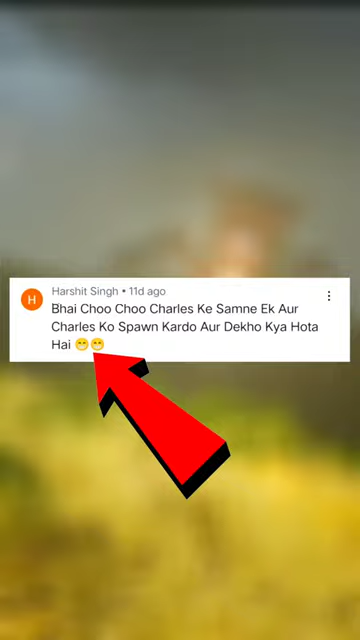 H
Harshit Singh • 11d ago
Bhai Choo Choo Charles Ke Samne Ek Aur
Charles Ko Spawn Kardo Aur Dekho Kya Hota
Hai 😁😁